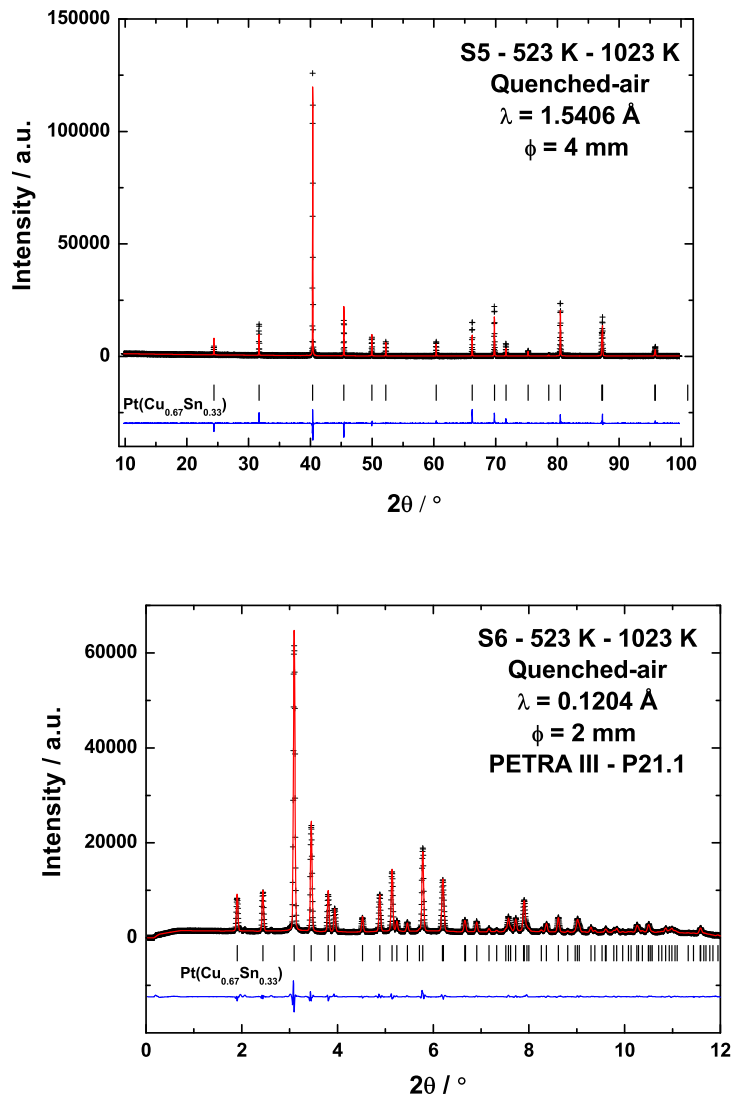 150000
100000
50000
0
Intensity / a.u.
S5 - 523 K - 1023 K
Quenched-air
λ = 1.5406 Å
ϕ = 4 mm
Pt(Cu0.67Sn0.33)
10 20 30 40 50 60 70 80 90 100
2θ / °
60000
40000
20000
0
Intensity / a.u.
S6 - 523 K - 1023 K
Quenched-air
λ = 0.1204 Å
ϕ = 2 mm
PETRA III - P21.1
Pt(Cu0.67Sn0.33)
0 2 4 6 8 10 12
2θ / °